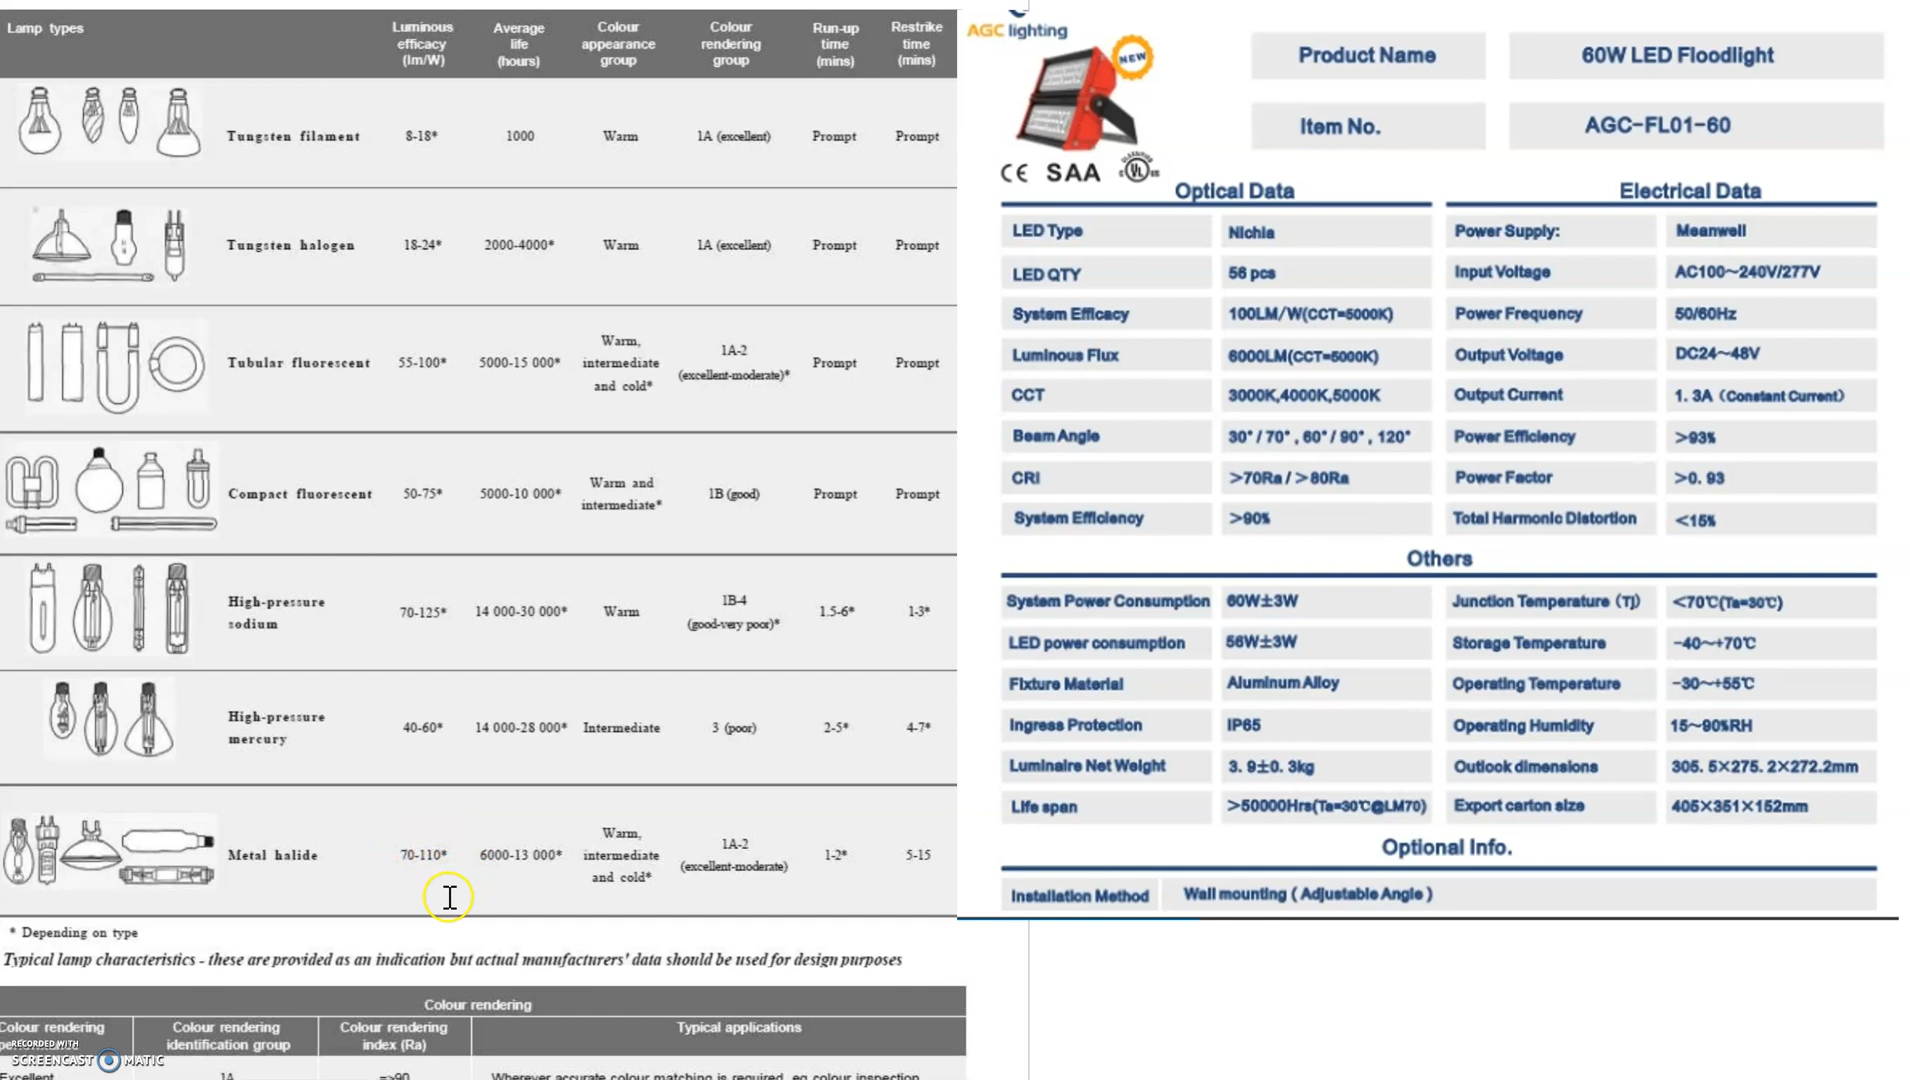 Lamp types
Luminous
efficacy
(lm/W)
Average
life
(hours)
Colour
appearance
group
Colour
rendering
group
Run-up
time
(mins)
Restrike
time
(mins)
Tungsten filament 8-18* 1000 Warm 1A (excellent) Prompt Prompt
Tungsten halogen 18-24* 2000-4000* Warm 1A (excellent) Prompt Prompt
Tubular fluorescent 55-100* 5000-15 000*
Warm,
intermediate
and cold*
1A-2
(excellent-moderate)*
Prompt Prompt
Compact fluorescent 50-75* 5000-10 000*
Warm and
intermediate*
1B (good) Prompt Prompt
High-pressure
sodium
70-125* 14 000-30 000* Warm
1B-4
(good-very poor)*
1.5-6* 1-3*
High-pressure
mercury
40-60* 14 000-28 000* Intermediate 3 (poor) 2-5* 4-7*
Metal halide 70-110* 6000-13 000*
Warm,
intermediate
and cold*
1A-2
(excellent-moderate)
1-2* 5-15
* Depending on type
Typical lamp characteristics - these are provided as an indication but actual manufacturers' data should be used for design purposes
Colour rendering
Colour rendering
Colour rendering
identification group
Colour rendering
index (Ra)
Typical applications
Excellent 1A =>90 Wherever accurate colour matching is required, eg colour inspection
RECORDED WITH
SCREENCAST MATIC
AGC lighting
NEW
CE SAA UL
Product Name 60W LED Floodlight
Item No. AGC-FL01-60
Optical Data
LED Type Nichia
LED QTY 56 pcs
System Efficacy 100LM/W(CCT=5000K)
Luminous Flux 6000LM(CCT=5000K)
CCT 3000K,4000K,5000K
Beam Angle 30°/ 70° , 60°/ 90° , 120°
CRI >70Ra / >80Ra
System Efficiency >90%
Electrical Data
Power Supply: Meanwell
Input Voltage AC100~240V/277V
Power Frequency 50/60Hz
Output Voltage DC24~48V
Output Current 1. 3A (Constant Current)
Power Efficiency >93%
Power Factor >0. 93
Total Harmonic Distortion <15%
Others
System Power Consumption 60W±3W
LED power consumption 56W±3W
Fixture Material Aluminum Alloy
Ingress Protection IP65
Luminaire Net Weight 3. 9±0. 3kg
Life span >50000Hrs(Ta=30℃@LM70)
Junction Temperature (Tj) <70℃(Ta=30℃)
Storage Temperature -40~+70℃
Operating Temperature -30~+55℃
Operating Humidity 15~90%RH
Outlook dimensions 305. 5×275. 2×272.2mm
Export carton size 405×351×152mm
Optional Info.
Installation Method Wall mounting ( Adjustable Angle )